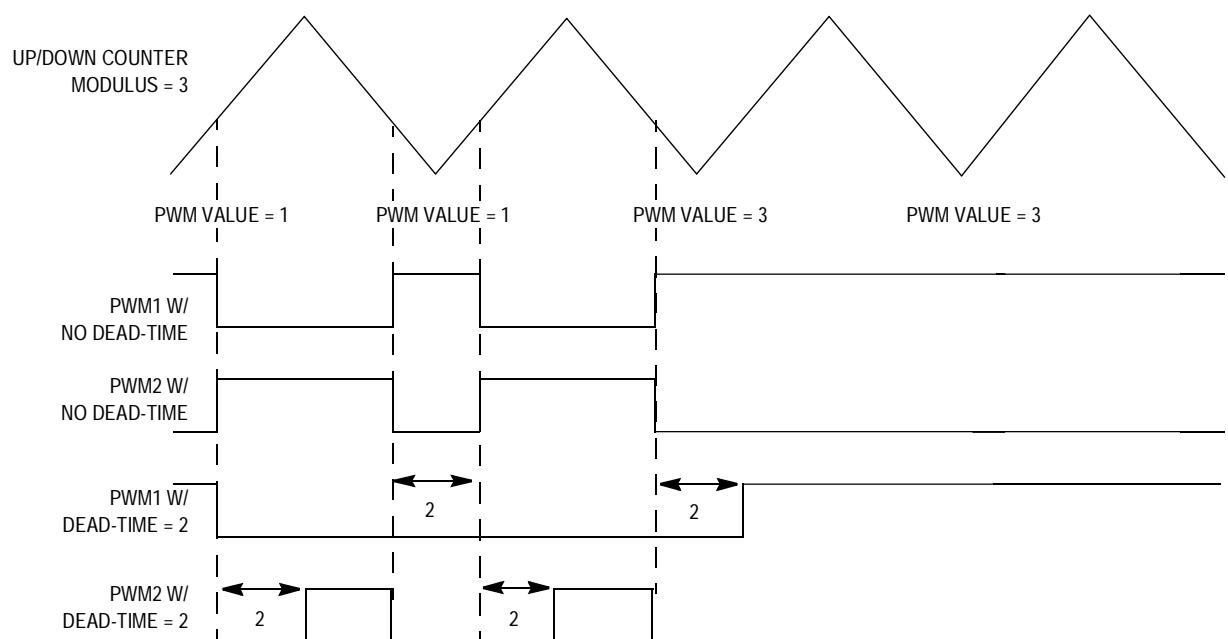 UP/DOWN COUNTER
MODULUS = 3
PWM VALUE = 1
PWM VALUE = 1
PWM VALUE = 3
PWM VALUE = 3
PWM1 W/
NO DEAD-TIME
PWM2 W/
NO DEAD-TIME
PWM1 W/
DEAD-TIME = 2
2
2
PWM2 W/
DEAD-TIME = 2
2
2